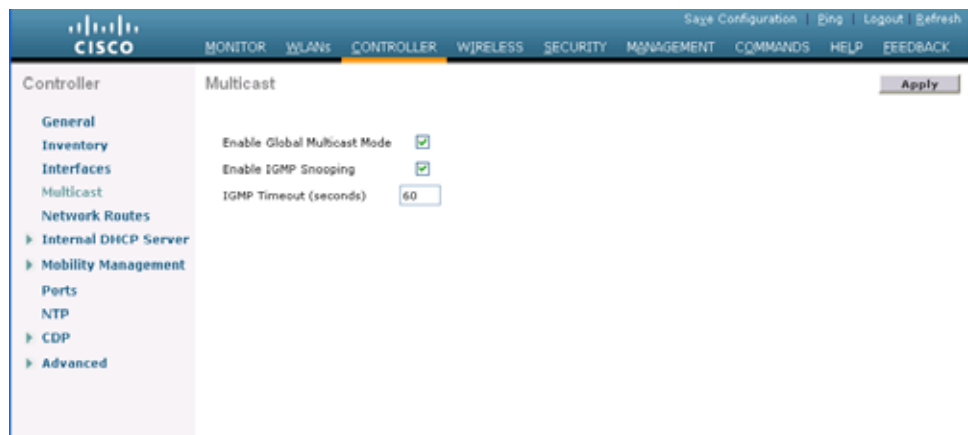 Save Configuration | Ping | Logout | Refresh
CISCO
MONITOR WLANs CONTROLLER WIRELESS SECURITY MANAGEMENT COMMANDS HELP FEEDBACK
Controller
General
Inventory
Interfaces
Multicast
Network Routes
Internal DHCP Server
Mobility Management
Ports
NTP
CDP
Advanced
Multicast
Apply
Enable Global Multicast Mode
Enable IGMP Snooping
IGMP Timeout (seconds) 60